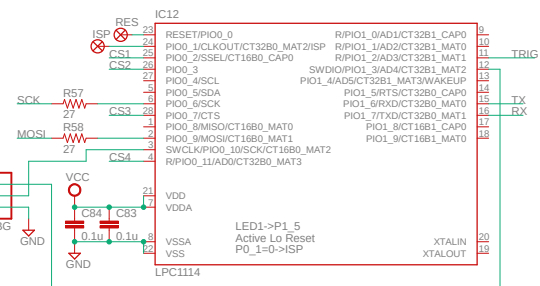 IC12
RES
ISP
CS1
CS2
SCK
R57
27
CS3
MOSI
R58
27
CS4
23 RESET/PIO0_0
24 PIO0_1/CLKOUT/CT32B0_MAT2/ISP
25 PIO0_2/SSEL/CT16B0_CAP0
26 PIO0_3
27 PIO0_4/SCL
5 PIO0_5/SDA
6 PIO0_6/SCK
28 PIO0_7/CTS
1 PIO0_8/MISO/CT16B0_MAT0
2 PIO0_9/MOSI/CT16B0_MAT1
3 SWCLK/PIO0_10/SCK/CT16B0_MAT2
4 R/PIO0_11/AD0/CT32B0_MAT3
21 VDD
7 VDDA
8 VSSA
22 VSS
R/PIO1_0/AD1/CT32B1_CAP0 9
R/PIO1_1/AD2/CT32B1_MAT0 10
R/PIO1_2/AD3/CT32B1_MAT1 11 TRIG
SWDIO/PIO1_3/AD4/CT32B1_MAT2 12
PIO1_4/AD5/CT32B1_MAT3/WAKEUP 13
PIO1_5/RTS/CT32B0_CAP0 14
PIO1_6/RXD/CT32B0_MAT0 15 TX
PIO1_7/TXD/CT32B0_MAT1 16 RX
PIO1_8/CT16B1_CAP0 17
PIO1_9/CT16B1_MAT0 18
XTALIN 20
XTALOUT 19
LED1->P1_5
Active Lo Reset
P0_1=0->ISP
VCC
C84 C83
0.1u 0.1u
GND
GND
BG
LPC1114